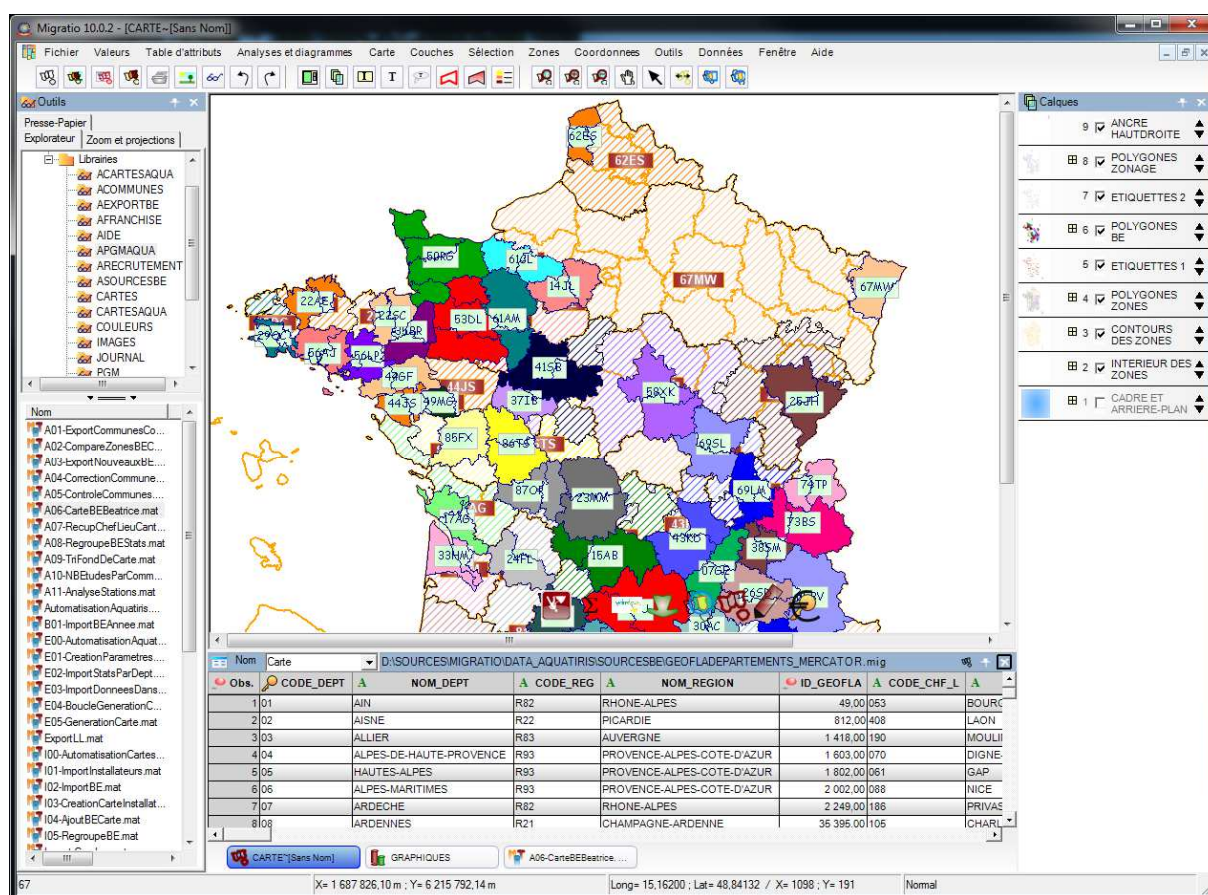 Migratio 10.0.2 - [CARTE~[Sans Nom]]
Fichier Valeurs Table d'attributs Analyses et diagrammes Carte Couches Sélection Zones Coordonnees Outils Données Fenêtre Aide
Outils
Presse-Papier
Explorateur Zoom et projections
Librairies
ACARTESAQUA
ACOMMUNES
AEXPORTBE
AFRANCHISE
AIDE
APGMAQUA
ARECRUTEMENT
ASOURCESBE
CARTES
CARTESAQUA
COULEURS
IMAGES
JOURNAL
PGM
Nom
A01-ExportCommunesCo...
A02-CompareZonesBEC...
A03-ExportNouveauxBE....
A04-CorrectionCommune...
A05-ControleCommunes....
A06-CarteBEBeatrice.mat
A07-RecupChefLieuCant...
A08-RegroupeBEStats.mat
A09-TriFondDeCarte.mat
A10-NBEtudesParComm...
A11-AnalyseStations.mat
AutomatisationAquatiris....
B01-ImportBEAnnee.mat
E00-AutomatisationAquat...
E01-CreationParametres....
E02-ImportStatsParDept....
E03-ImportDonneesDans...
E04-BoucleGenerationC...
E05-GenerationCarte.mat
ExportLL.mat
I00-AutomatisationCartes...
I01-ImportInstallateurs.mat
I02-ImportBE.mat
I03-CreationCarteInstallat...
I04-AjoutBECarte.mat
I05-RegroupeBE.mat
62ES
62ES
50RG
61JL
14JL
67MW
67MW
22AE
22SC
53DL
61AM
35BP
56AJ
56LP
41SB
44GF
44JS
44JS
49MG
37IB
58XK
25JH
85FX
86TS
69SL
87OP
23MM
69LM
74TP
17AG
73BS
43KD
33HM
24FL
15AB
38SM
07GP
30AC
Calques
9 ANCRE HAUTDROITE
8 POLYGONES ZONAGE
7 ETIQUETTES 2
6 POLYGONES BE
5 ETIQUETTES 1
4 POLYGONES ZONES
3 CONTOURS DES ZONES
2 INTERIEUR DES ZONES
1 CADRE ET ARRIERE-PLAN
Nom Carte D:\SOURCES\MIGRATIO\DATA_AQUATIRIS\SOURCESBE\GEOFLADEPARTEMENTS_MERCATOR.mig
Obs. CODE_DEPT A NOM_DEPT A CODE_REG A NOM_REGION ID_GEOFLA A CODE_CHF_L A
1 01 AIN R82 RHONE-ALPES 49,00 053 BOURG
2 02 AISNE R22 PICARDIE 812,00 408 LAON
3 03 ALLIER R83 AUVERGNE 1 418,00 190 MOULI
4 04 ALPES-DE-HAUTE-PROVENCE R93 PROVENCE-ALPES-COTE-D'AZUR 1 603,00 070 DIGNE-
5 05 HAUTES-ALPES R93 PROVENCE-ALPES-COTE-D'AZUR 1 802,00 061 GAP
6 06 ALPES-MARITIMES R93 PROVENCE-ALPES-COTE-D'AZUR 2 002,00 088 NICE
7 07 ARDECHE R82 RHONE-ALPES 2 249,00 186 PRIVAS
8 08 ARDENNES R21 CHAMPAGNE-ARDENNE 36 395,00 105 CHARL
CARTE~[Sans Nom] GRAPHIQUES A06-CarteBEBeatrice. ...
67 X= 1 687 826,10 m ; Y= 6 215 792,14 m Long= 15,16200 ; Lat= 48,84132 / X= 1098 ; Y= 191 Normal